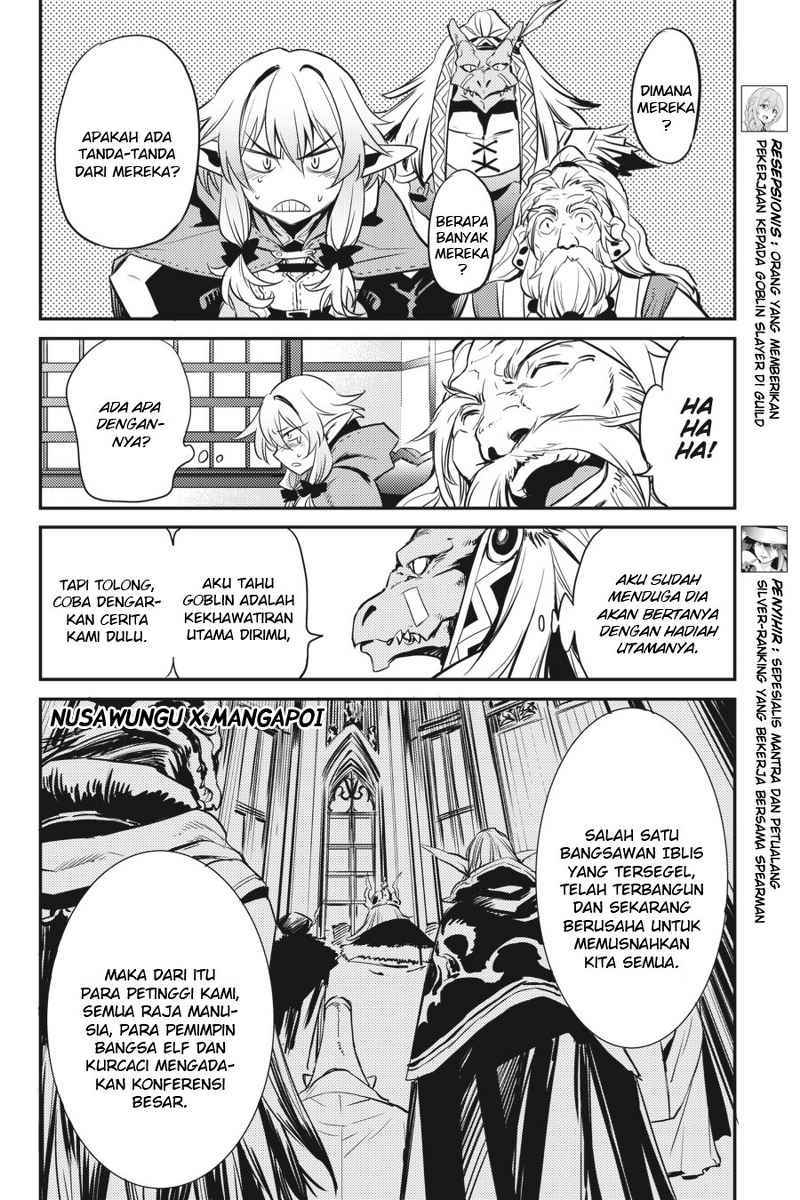 DIMANA
MEREKA
?
BERAPA
BANYAK
MEREKA
?
APAKAH ADA
TANDA-TANDA
DARI MEREKA?
HA
HA
HA!
ADA APA
DENGAN-
NYA?
AKU SUDAH
MENDUGA DIA
AKAN BERTANYA
DENGAN HADIAH
UTAMANYA.
AKU TAHU
GOBLIN ADALAH
KEKHAWATIRAN
UTAMA DIRIMU,
TAPI TOLONG,
COBA DENGAR-
KAN CERITA
KAMI DULU.
NUSAWUNGU X MANGAPOI
SALAH SATU
BANGSAWAN IBLIS
YANG TERSEGEL,
TELAH TERBANGUN
DAN SEKARANG
BERUSAHA UNTUK
MEMUSNAHKAN
KITA SEMUA.
MAKA DARI ITU
PARA PETINGGI KAMI,
SEMUA RAJA MANU-
SIA, PARA PEMIMPIN
BANGSA ELF DAN
KURCACI MENGADA-
KAN KONFERENSI
BESAR.
RESEPSIONIS : ORANG YANG MEMBERIKAN
PEKERJAAN KEPADA GOBLIN SLAYER DI GUILD
PENYIHIR : SEPESIALIS MANTRA DAN PETUALANG
SILVER-RANKING YANG BEKERJA BERSAMA SPEARMAN